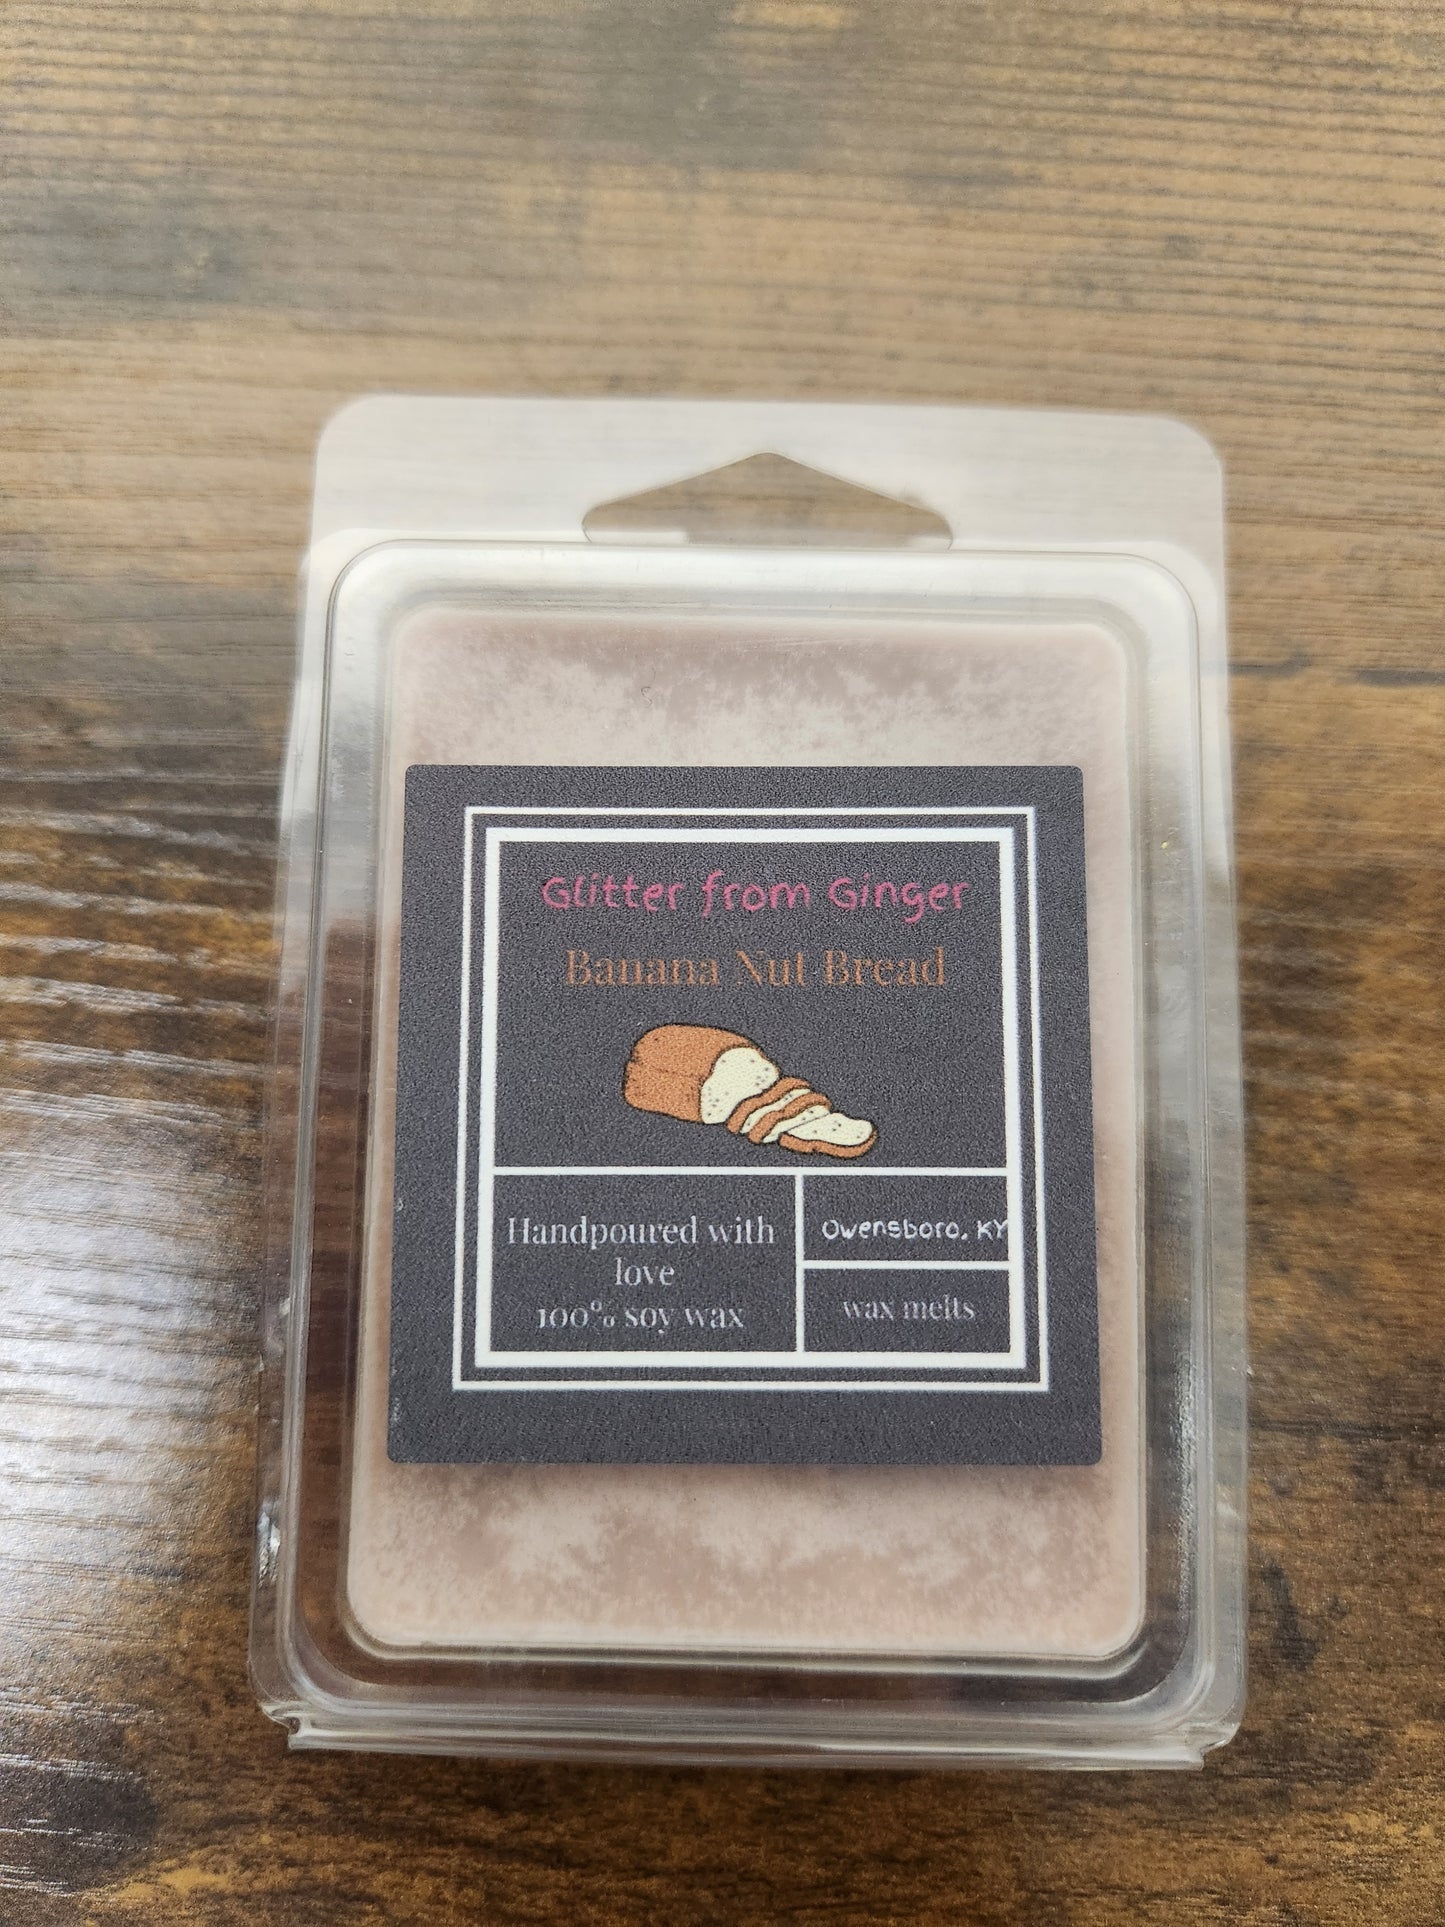 Glitter from Ginger
Banana Nut Bread
Handpoured with
love
100% soy wax
Owensboro, KY
wax melts